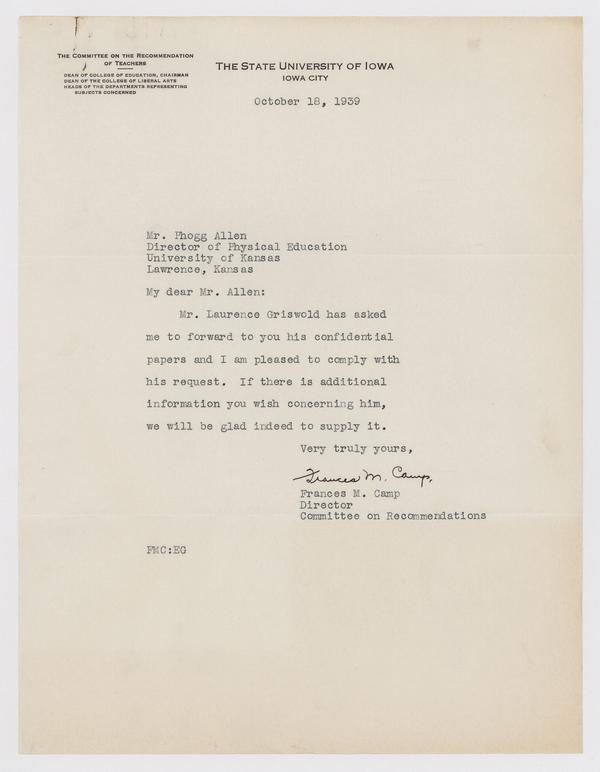 The Committee on the Recommendation
of Teachers
Dean of College of Education, Chairman
Dean of the College of Liberal Arts
Heads of the Departments Representing
Subjects Concerned
The State University of Iowa
Iowa City
October 18, 1939
Mr. Phogg Allen
Director of Physical Education
University of Kansas
Lawrence, Kansas
My dear Mr. Allen:
Mr. Laurence Griswold has asked
me to forward to you his confidential
papers and I am pleased to comply with
his request. If there is additional
information you wish concerning him,
we will be glad indeed to supply it.
Very truly yours,
Frances M. Camp.
Frances M. Camp
Director
Committee on Recommendations
FMC:EG